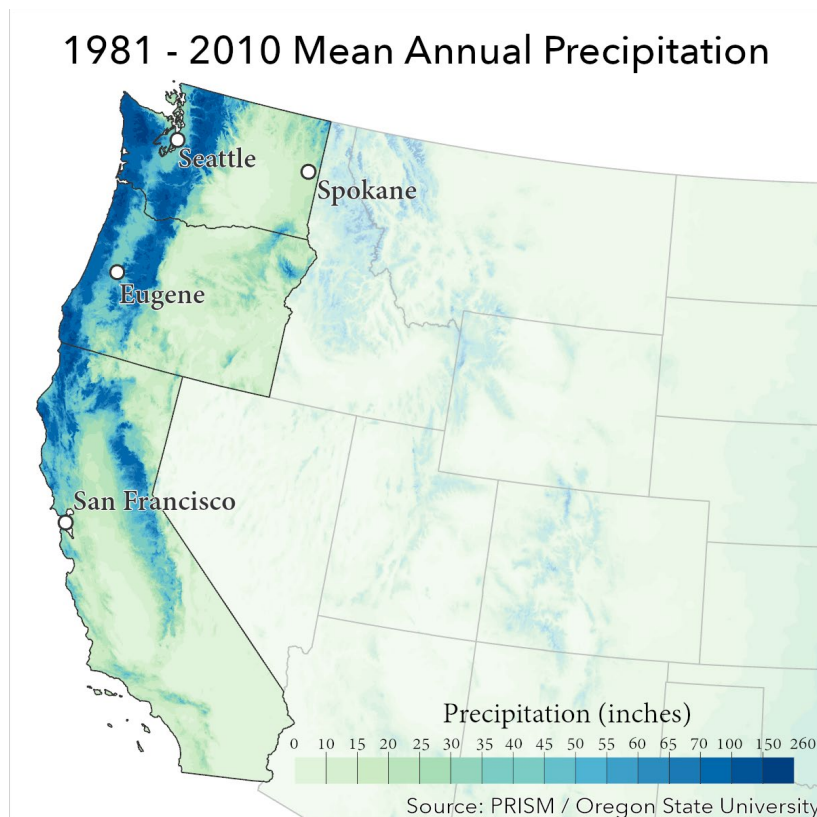 1981 - 2010 Mean Annual Precipitation
Seattle
Spokane
Eugene
San Francisco
Precipitation (inches)
0 10 15 20 25 30 35 40 45 50 55 60 65 70 100 150 260
Source: PRISM / Oregon State University